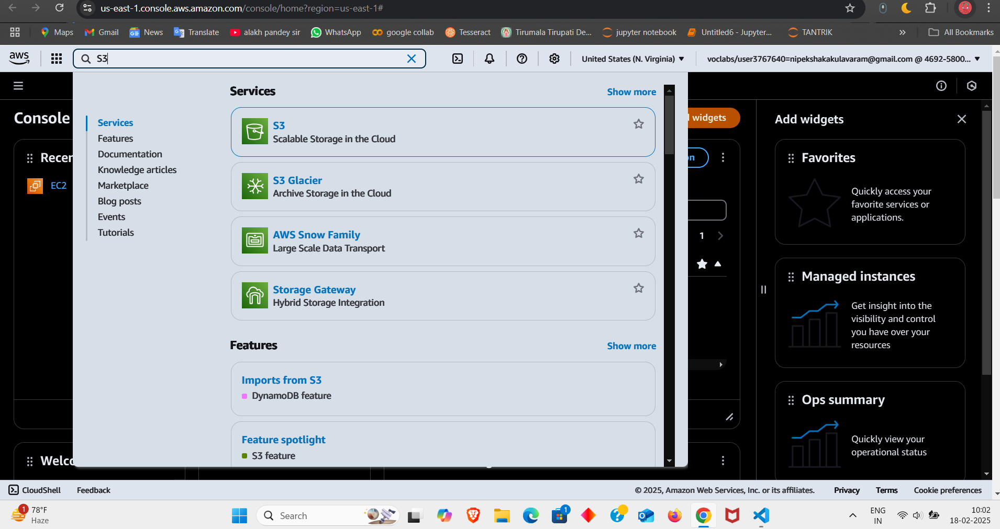 us-east-1.console.aws.amazon.com/console/home?region=us-east-1#
Maps
Gmail
News
Translate
alakh pandey sir
WhatsApp
google collab
Tesseract
Tirumala Tirupati De...
jupyter notebook
Untitled6 - Jupyter...
TANTRIK
»
All Bookmarks
aws
S3
United States (N. Virginia)
voclabs/user3767640=nipekshakakulavaram@gmail.com @ 4692-5800...
Services
Show more
Console
widgets
Add widgets
Services
Features
Documentation
Knowledge articles
Marketplace
Blog posts
Events
Tutorials
S3
Scalable Storage in the Cloud
S3 Glacier
Archive Storage in the Cloud
AWS Snow Family
Large Scale Data Transport
Storage Gateway
Hybrid Storage Integration
EC2
1
Favorites
Quickly access your
favorite services or
applications.
Managed instances
Get insight into the
visibility and control
you have over your
resources
Features
Show more
Imports from S3
DynamoDB feature
Feature spotlight
S3 feature
Ops summary
Quickly view your
operational status
CloudShell
Feedback
© 2025, Amazon Web Services, Inc. or its affiliates.
Privacy
Terms
Cookie preferences
1
78°F
Haze
Search
1
ENG
IN
10:02
18-02-2025